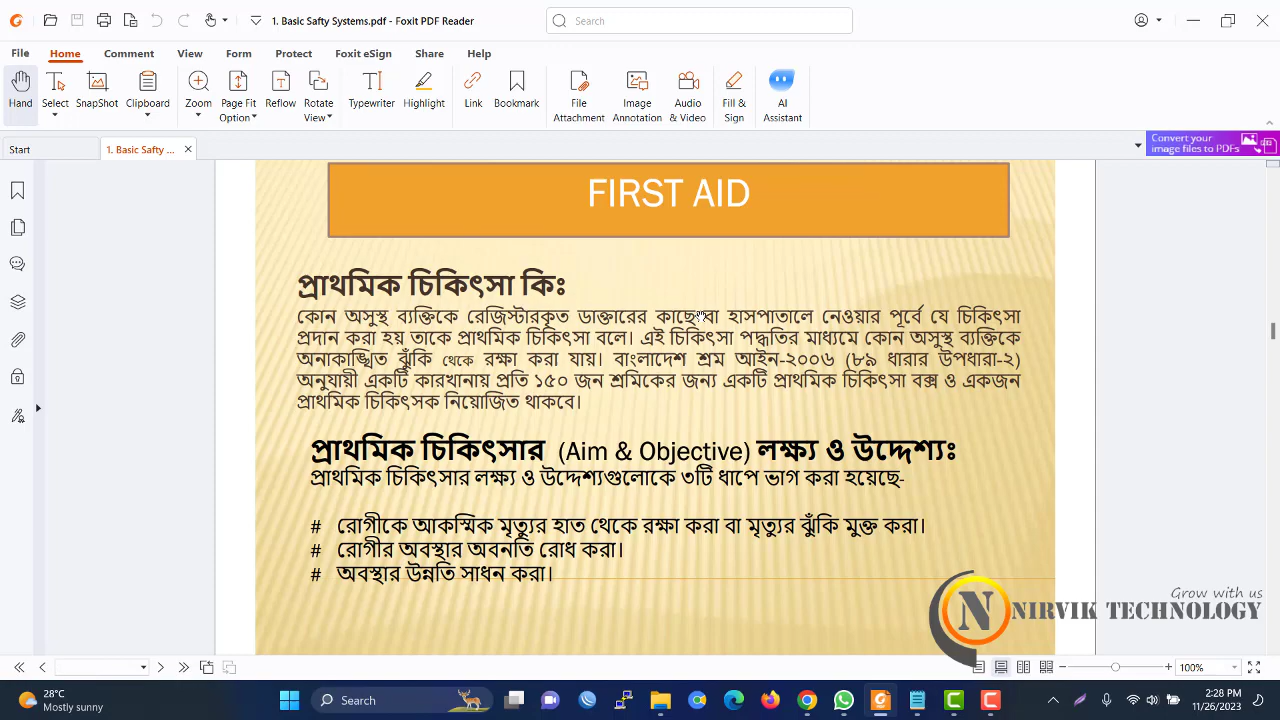 1. Basic Safty Systems.pdf - Foxit PDF Reader
Search
File Home Comment View Form Protect Foxit eSign Share Help
Hand Select SnapShot Clipboard Zoom Page Fit Option Reflow Rotate View Typewriter Highlight Link Bookmark File Attachment Image Annotation Audio & Video Fill & Sign AI Assistant
Start
1. Basic Safty ...
Convert your
image files to PDFs
FIRST AID
প্রাথমিক চিকিৎসা কিঃ
কোন অসুস্থ ব্যক্তিকে রেজিস্টারকৃত ডাক্তারের কাছে বা হাসপাতালে নেওয়ার পূর্বে যে চিকিৎসা
প্রদান করা হয় তাকে প্রাথমিক চিকিৎসা বলে। এই চিকিৎসা পদ্ধতির মাধ্যমে কোন অসুস্থ ব্যক্তিকে
অনাকাঙ্খিত ঝুঁকি থেকে রক্ষা করা যায়। বাংলাদেশ শ্রম আইন-২০০৬ (৮৯ ধারার উপধারা-২)
অনুযায়ী একটি কারখানায় প্রতি ১৫০ জন শ্রমিকের জন্য একটি প্রাথমিক চিকিৎসা বক্স ও একজন
প্রাথমিক চিকিৎসক নিয়োজিত থাকবে।
প্রাথমিক চিকিৎসার (Aim & Objective) লক্ষ্য ও উদ্দেশ্যঃ
প্রাথমিক চিকিৎসার লক্ষ্য ও উদ্দেশ্যগুলোকে ৩টি ধাপে ভাগ করা হয়েছে-
# রোগীকে আকস্মিক মৃত্যুর হাত থেকে রক্ষা করা বা মৃত্যুর ঝুঁকি মুক্ত করা।
# রোগীর অবস্থার অবনতি রোধ করা।
# অবস্থার উন্নতি সাধন করা।
Grow with us
N NIRVIK TECHNOLOGY
100%
28°C
Mostly sunny
Search
2:28 PM
11/26/2023